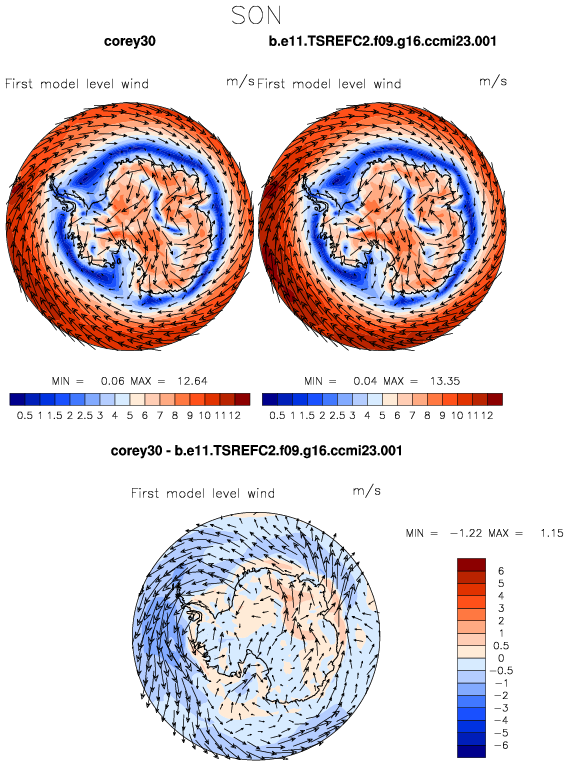 SON
corey30
b.e11.TSREFC2.f09.g16.ccmi23.001
First model level wind m/s
First model level wind m/s
MIN = 0.06 MAX = 12.64
MIN = 0.04 MAX = 13.35
0.5 1 1.5 2 2.5 3 4 5 6 7 8 9 10 11 12
0.5 1 1.5 2 2.5 3 4 5 6 7 8 9 10 11 12
corey30 - b.e11.TSREFC2.f09.g16.ccmi23.001
First model level wind m/s
MIN = -1.22 MAX = 1.15
6
5
4
3
2
1
0.5
0
-0.5
-1
-2
-3
-4
-5
-6